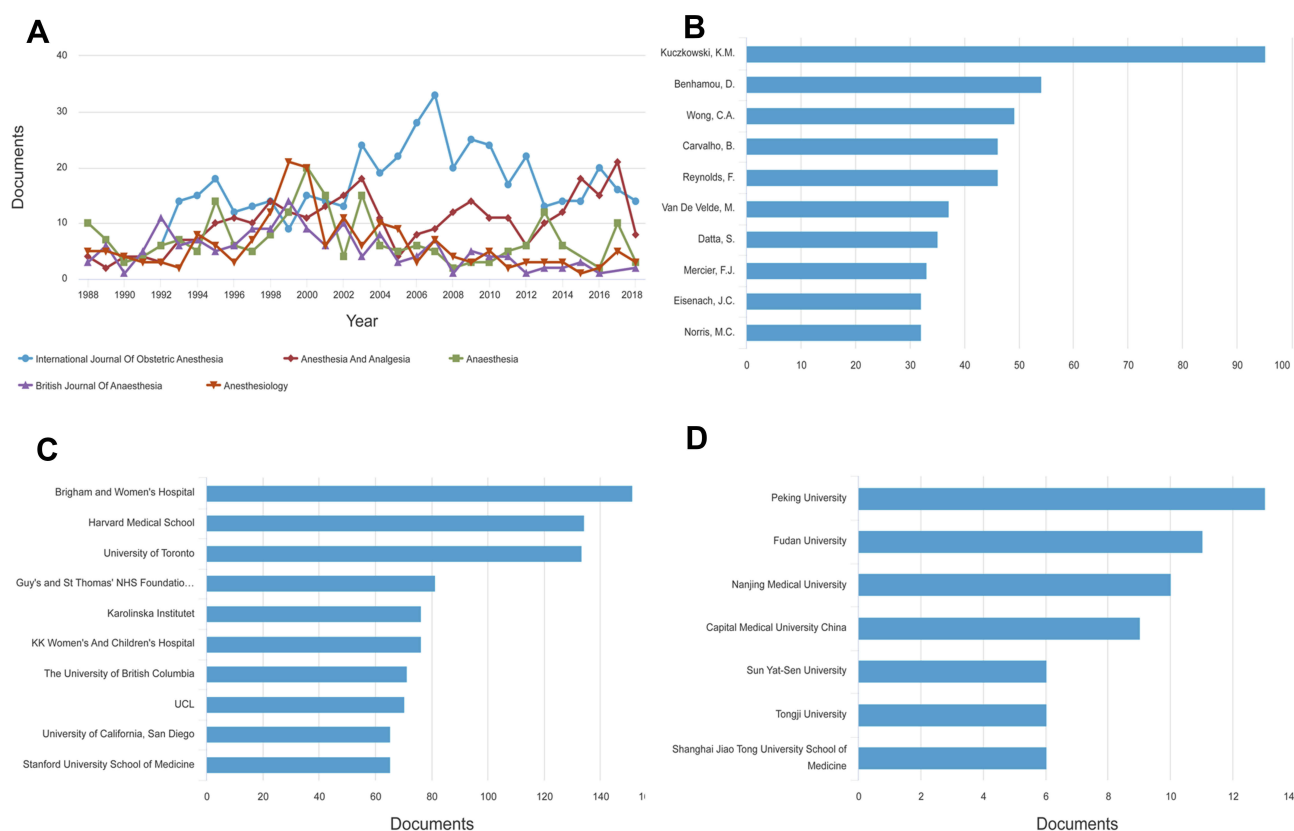 A
40
30
20
10
0
Documents
1988 1990 1992 1994 1996 1998 2000 2002 2004 2006 2008 2010 2012 2014 2016 2018
Year
International Journal Of Obstetric Anesthesia Anesthesia And Analgesia Anaesthesia
British Journal Of Anaesthesia Anesthesiology
B
Kuczkowski, K.M.
Benhamou, D.
Wong, C.A.
Carvalho, B.
Reynolds, F.
Van De Velde, M.
Datta, S.
Mercier, F.J.
Eisenach, J.C.
Norris, M.C.
0 10 20 30 40 50 60 70 80 90 100
C
Brigham and Women's Hospital
Harvard Medical School
University of Toronto
Guy's and St Thomas' NHS Foundatio...
Karolinska Institutet
KK Women's And Children's Hospital
The University of British Columbia
UCL
University of California, San Diego
Stanford University School of Medicine
0 20 40 60 80 100 120 140
Documents
D
Peking University
Fudan University
Nanjing Medical University
Capital Medical University China
Sun Yat-Sen University
Tongji University
Shanghai Jiao Tong University School of
Medicine
0 2 4 6 8 10 12
Documents